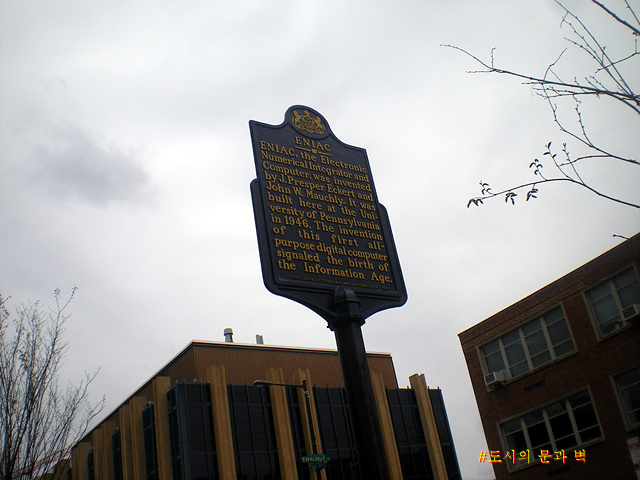 ENIAC
ENIAC, the Electronic
Numerical Integrator and
Computer, was invented
by J. Presper Eckert and
John W. Mauchly. It was
built here at the Uni-
versity of Pennsylvania
in 1946. The invention
of this first all-
purpose digital computer
signaled the birth of
the Information Age.
WALNUT
#도시의 문과 벽